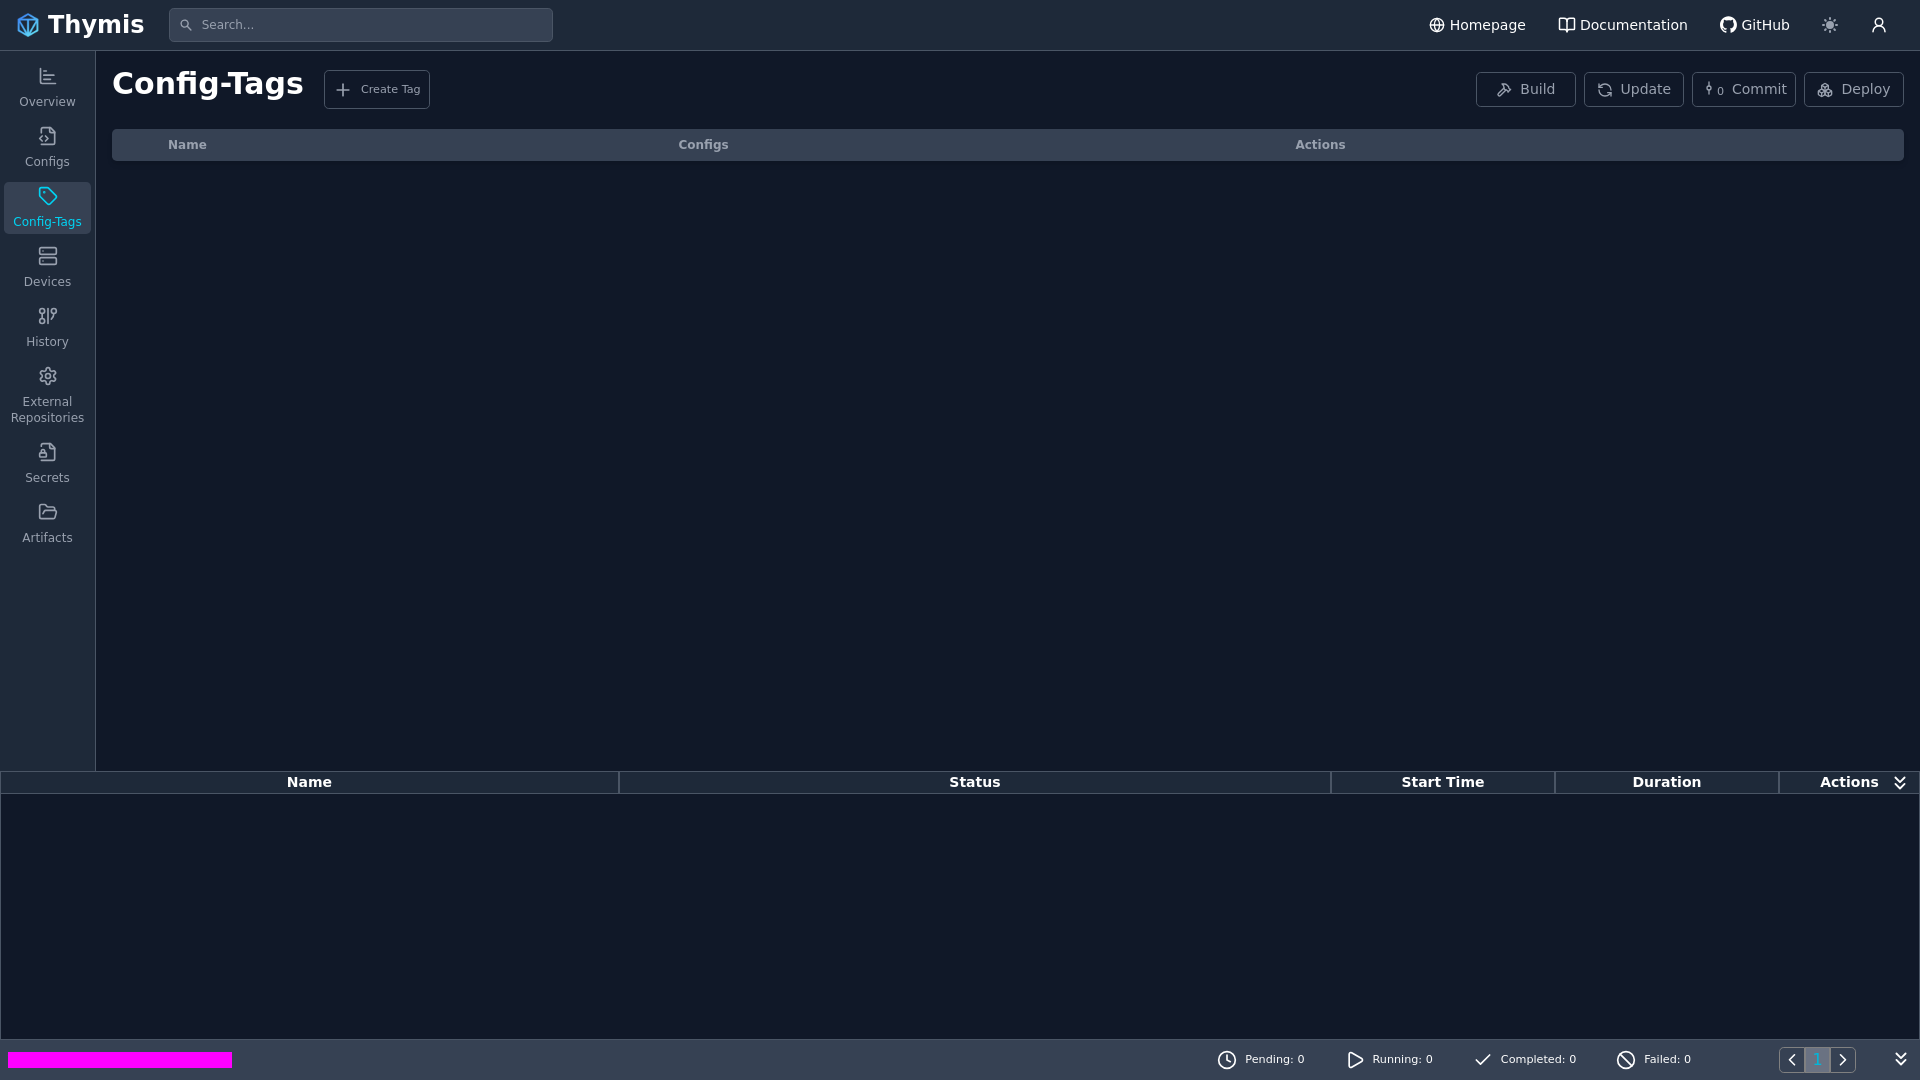 Thymis
Search...
Homepage
Documentation
GitHub
Overview
Configs
Config-Tags
Devices
History
External
Repositories
Secrets
Artifacts
Config-Tags
Create Tag
Build
Update
0 Commit
Deploy
Name Configs Actions
Name Status Start Time Duration Actions
Pending: 0
Running: 0
Completed: 0
Failed: 0
1